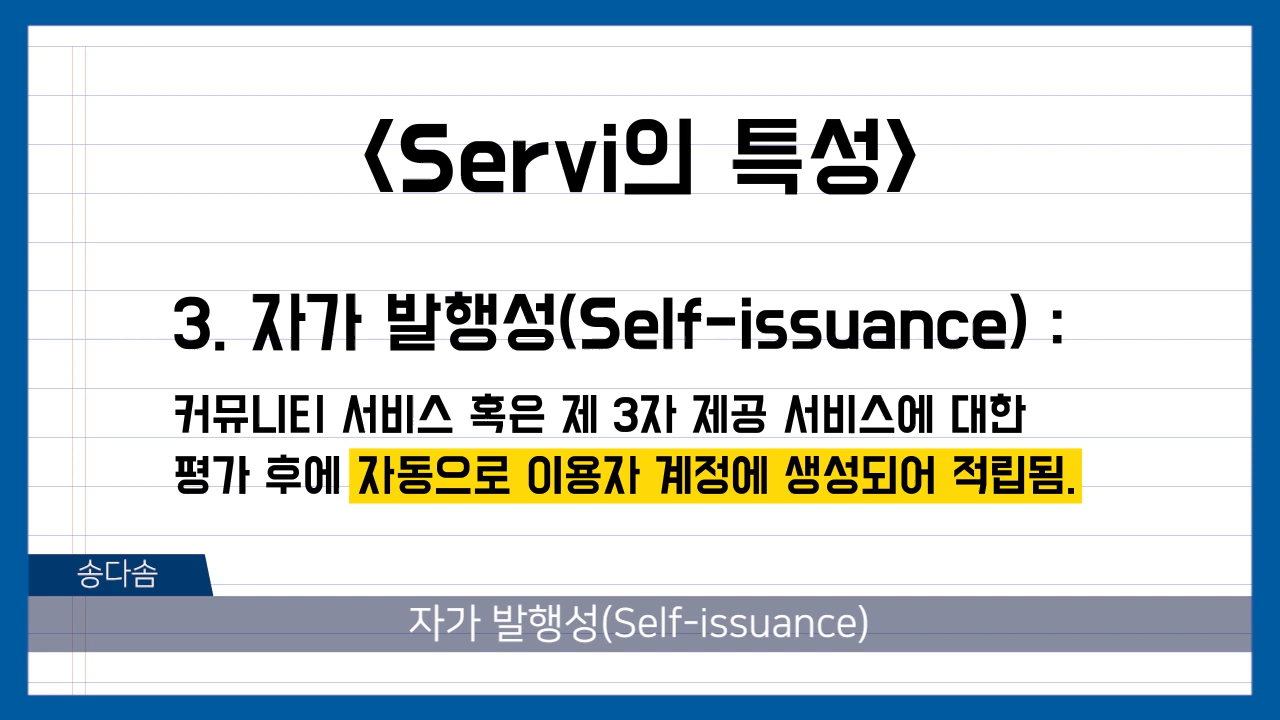 <Servi의 특성>
3. 자가 발행성(Self-issuance) :
커뮤니티 서비스 혹은 제 3자 제공 서비스에 대한
평가 후에 자동으로 이용자 계정에 생성되어 적립됨.
송다솜
자가 발행성(Self-issuance)